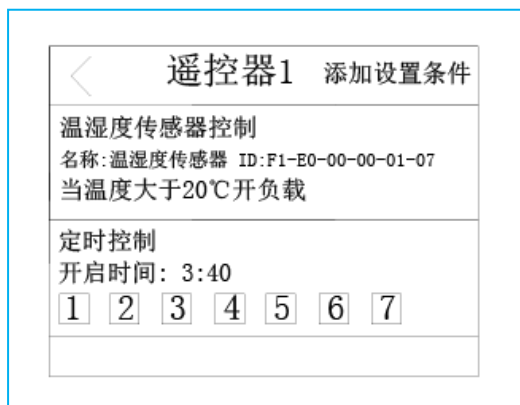 遥控器1 添加设置条件
温湿度传感器控制
名称:温湿度传感器 ID:F1-E0-00-00-01-07
当温度大于20℃开负载
定时控制
开启时间: 3:40
1 2 3 4 5 6 7